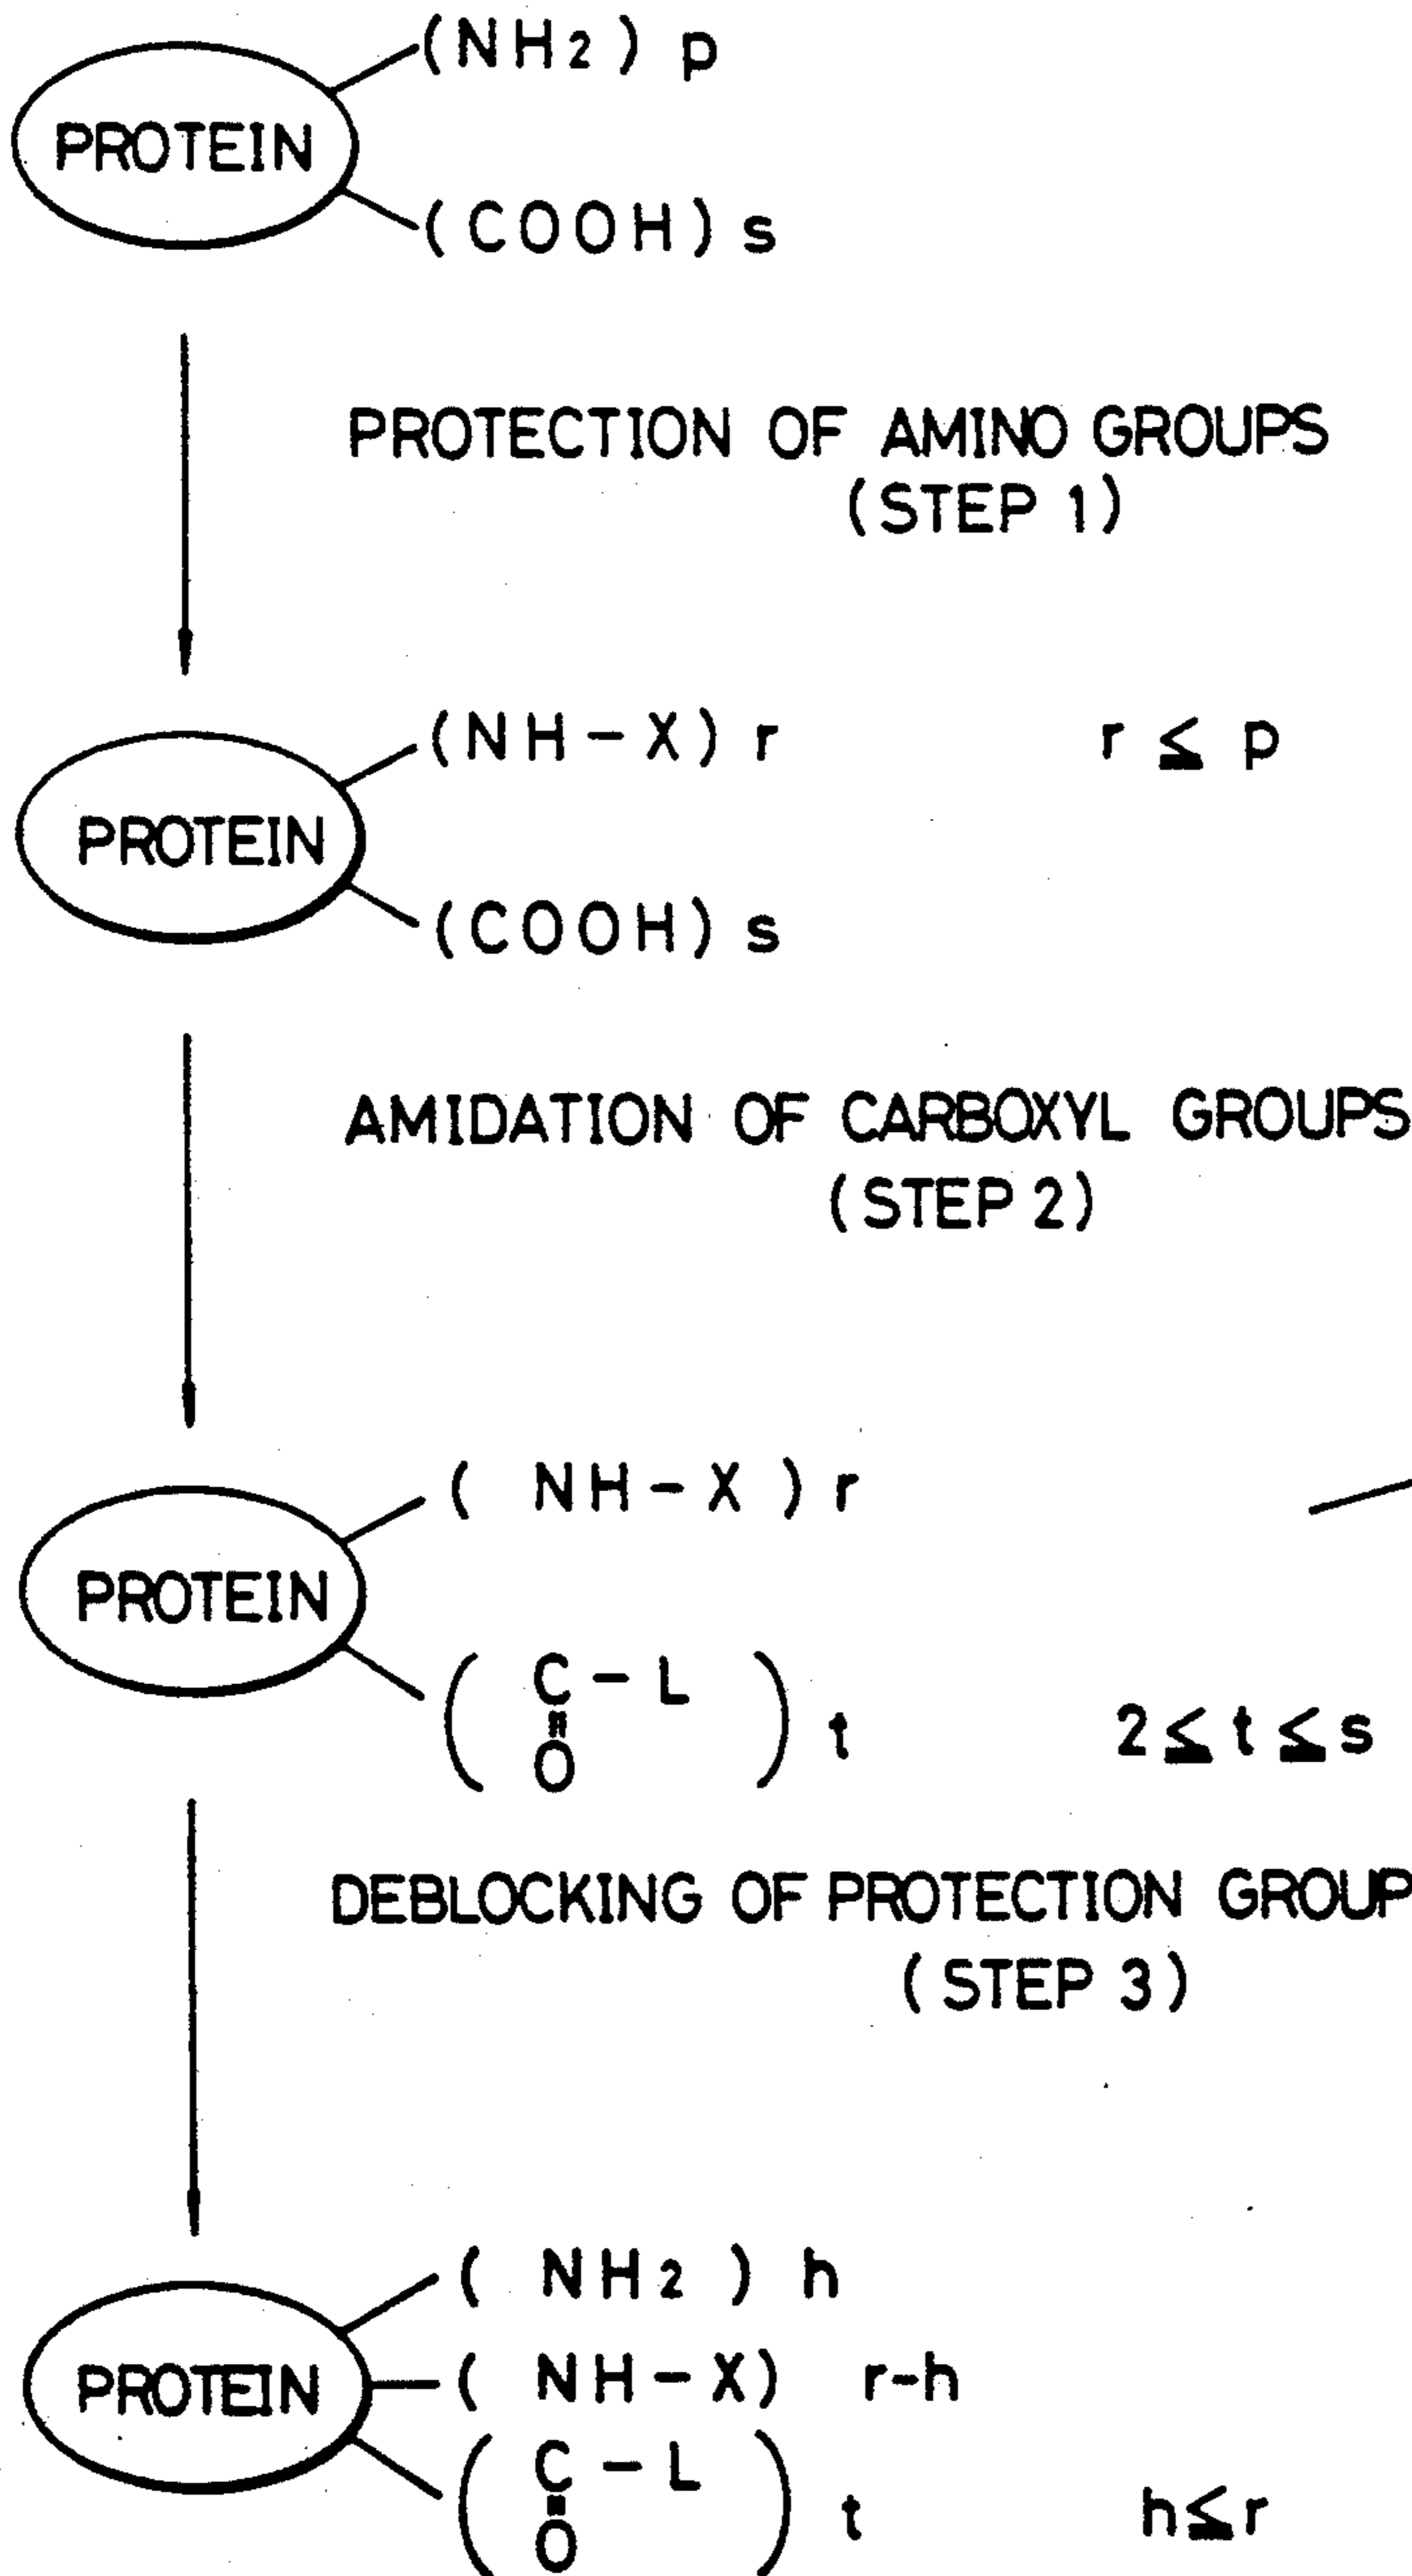 (NH2) p
PROTEIN
(COOH) s
PROTECTION OF AMINO GROUPS
(STEP 1)
(NH-X) r r ≦ p
PROTEIN
(COOH) s
AMIDATION OF CARBOXYL GROUPS
(STEP 2)
( NH-X ) r
PROTEIN
( C - L
O ) t 2≦t≦s
DEBLOCKING OF PROTECTION GROUP
(STEP 3)
( NH2 ) h
PROTEIN ( NH-X) r-h
( C - L
O ) t h≦r